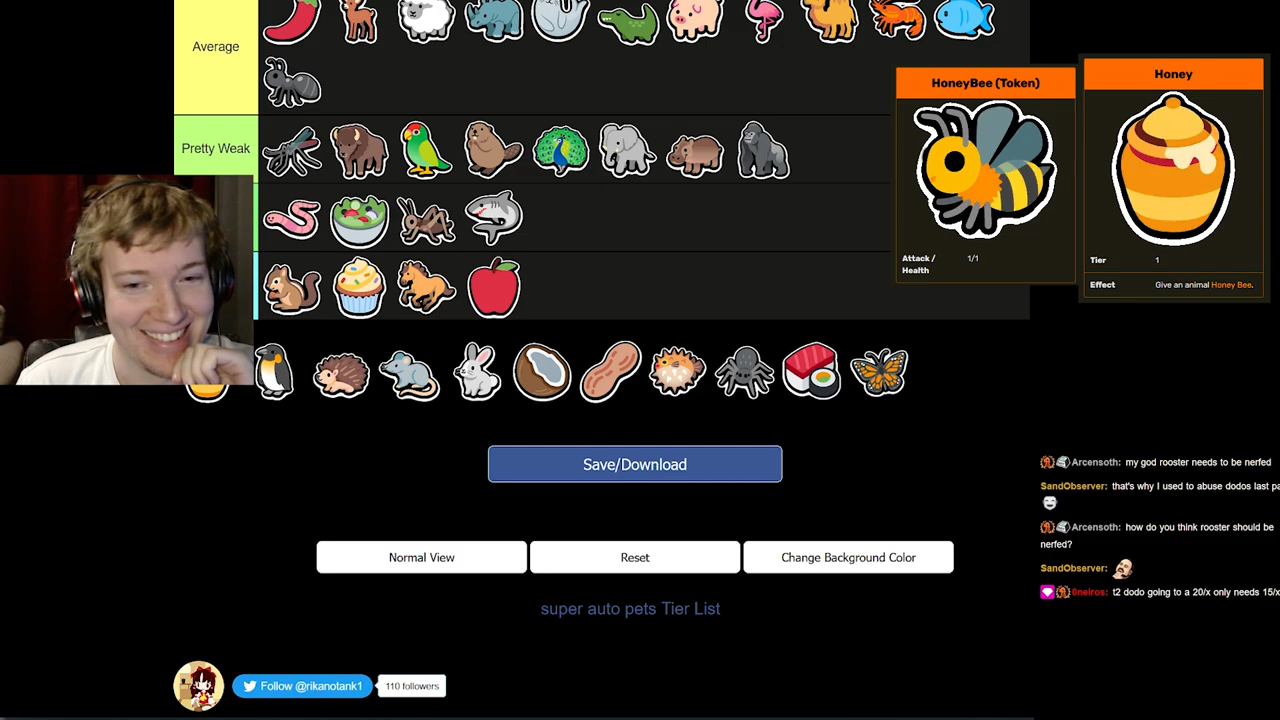 Average
HoneyBee (Token)
Attack / Health 1/1
Honey
Tier 1
Effect Give an animal Honey Bee.
Pretty Weak
Save/Download
Normal View
Reset
Change Background Color
super auto pets Tier List
Follow @rikanotank1
110 followers
Arcensoth: my god rooster needs to be nerfed
SandObserver: that's why I used to abuse dodos last pa
Arcensoth: how do you think rooster should be
nerfed?
SandObserver:
0neiros: t2 dodo going to a 20/x only needs 15/x